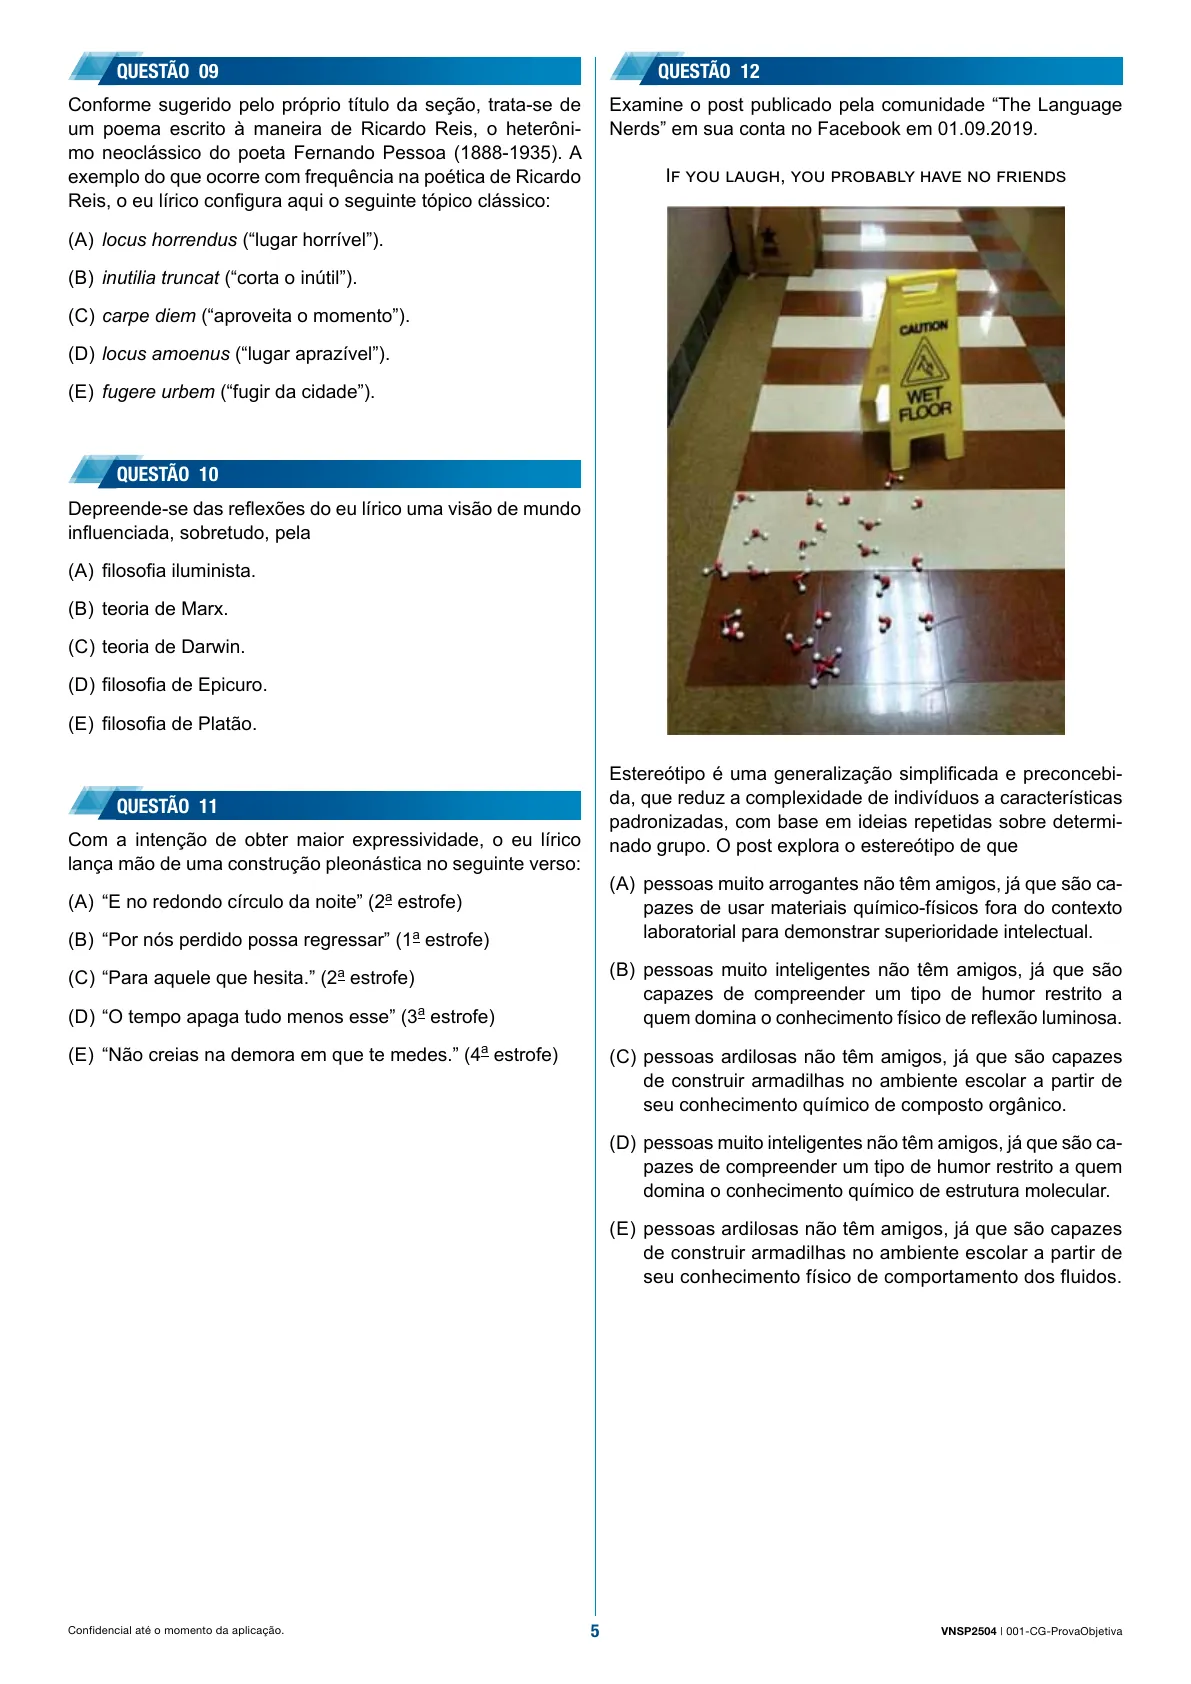 QUESTÃO 09
Conforme sugerido pelo próprio título da seção, trata-se de
um poema escrito à maneira de Ricardo Reis, o heterôni-
mo neoclássico do poeta Fernando Pessoa (1888-1935). A
exemplo do que ocorre com frequência na poética de Ricardo
Reis, o eu lírico configura aqui o seguinte tópico clássico:
(A) locus horrendus (“lugar horrível”).
(B) inutilia truncat (“corta o inútil”).
(C) carpe diem (“aproveita o momento”).
(D) locus amoenus (“lugar aprazível”).
(E) fugere urbem (“fugir da cidade”).
QUESTÃO 10
Depreende-se das reflexões do eu lírico uma visão de mundo
influenciada, sobretudo, pela
(A) filosofia iluminista.
(B) teoria de Marx.
(C) teoria de Darwin.
(D) filosofia de Epicuro.
(E) filosofia de Platão.
QUESTÃO 11
Com a intenção de obter maior expressividade, o eu lírico
lança mão de uma construção pleonástica no seguinte verso:
(A) “E no redondo círculo da noite” (2ª estrofe)
(B) “Por nós perdido possa regressar” (1ª estrofe)
(C) “Para aquele que hesita.” (2ª estrofe)
(D) “O tempo apaga tudo menos esse” (3ª estrofe)
(E) “Não creias na demora em que te medes.” (4ª estrofe)
QUESTÃO 12
Examine o post publicado pela comunidade “The Language
Nerds” em sua conta no Facebook em 01.09.2019.
If you laugh, you probably have no friends
CAUTION
WET
FLOOR
Estereótipo é uma generalização simplificada e preconcebi-
da, que reduz a complexidade de indivíduos a características
padronizadas, com base em ideias repetidas sobre determi-
nado grupo. O post explora o estereótipo de que
(A) pessoas muito arrogantes não têm amigos, já que são ca-
pazes de usar materiais químico-físicos fora do contexto
laboratorial para demonstrar superioridade intelectual.
(B) pessoas muito inteligentes não têm amigos, já que são
capazes de compreender um tipo de humor restrito a
quem domina o conhecimento físico de reflexão luminosa.
(C) pessoas ardilosas não têm amigos, já que são capazes
de construir armadilhas no ambiente escolar a partir de
seu conhecimento químico de composto orgânico.
(D) pessoas muito inteligentes não têm amigos, já que são ca-
pazes de compreender um tipo de humor restrito a quem
domina o conhecimento químico de estrutura molecular.
(E) pessoas ardilosas não têm amigos, já que são capazes
de construir armadilhas no ambiente escolar a partir de
seu conhecimento físico de comportamento dos fluidos.
Confidencial até o momento da aplicação.
5
VNSP2504 | 001-CG-ProvaObjetiva